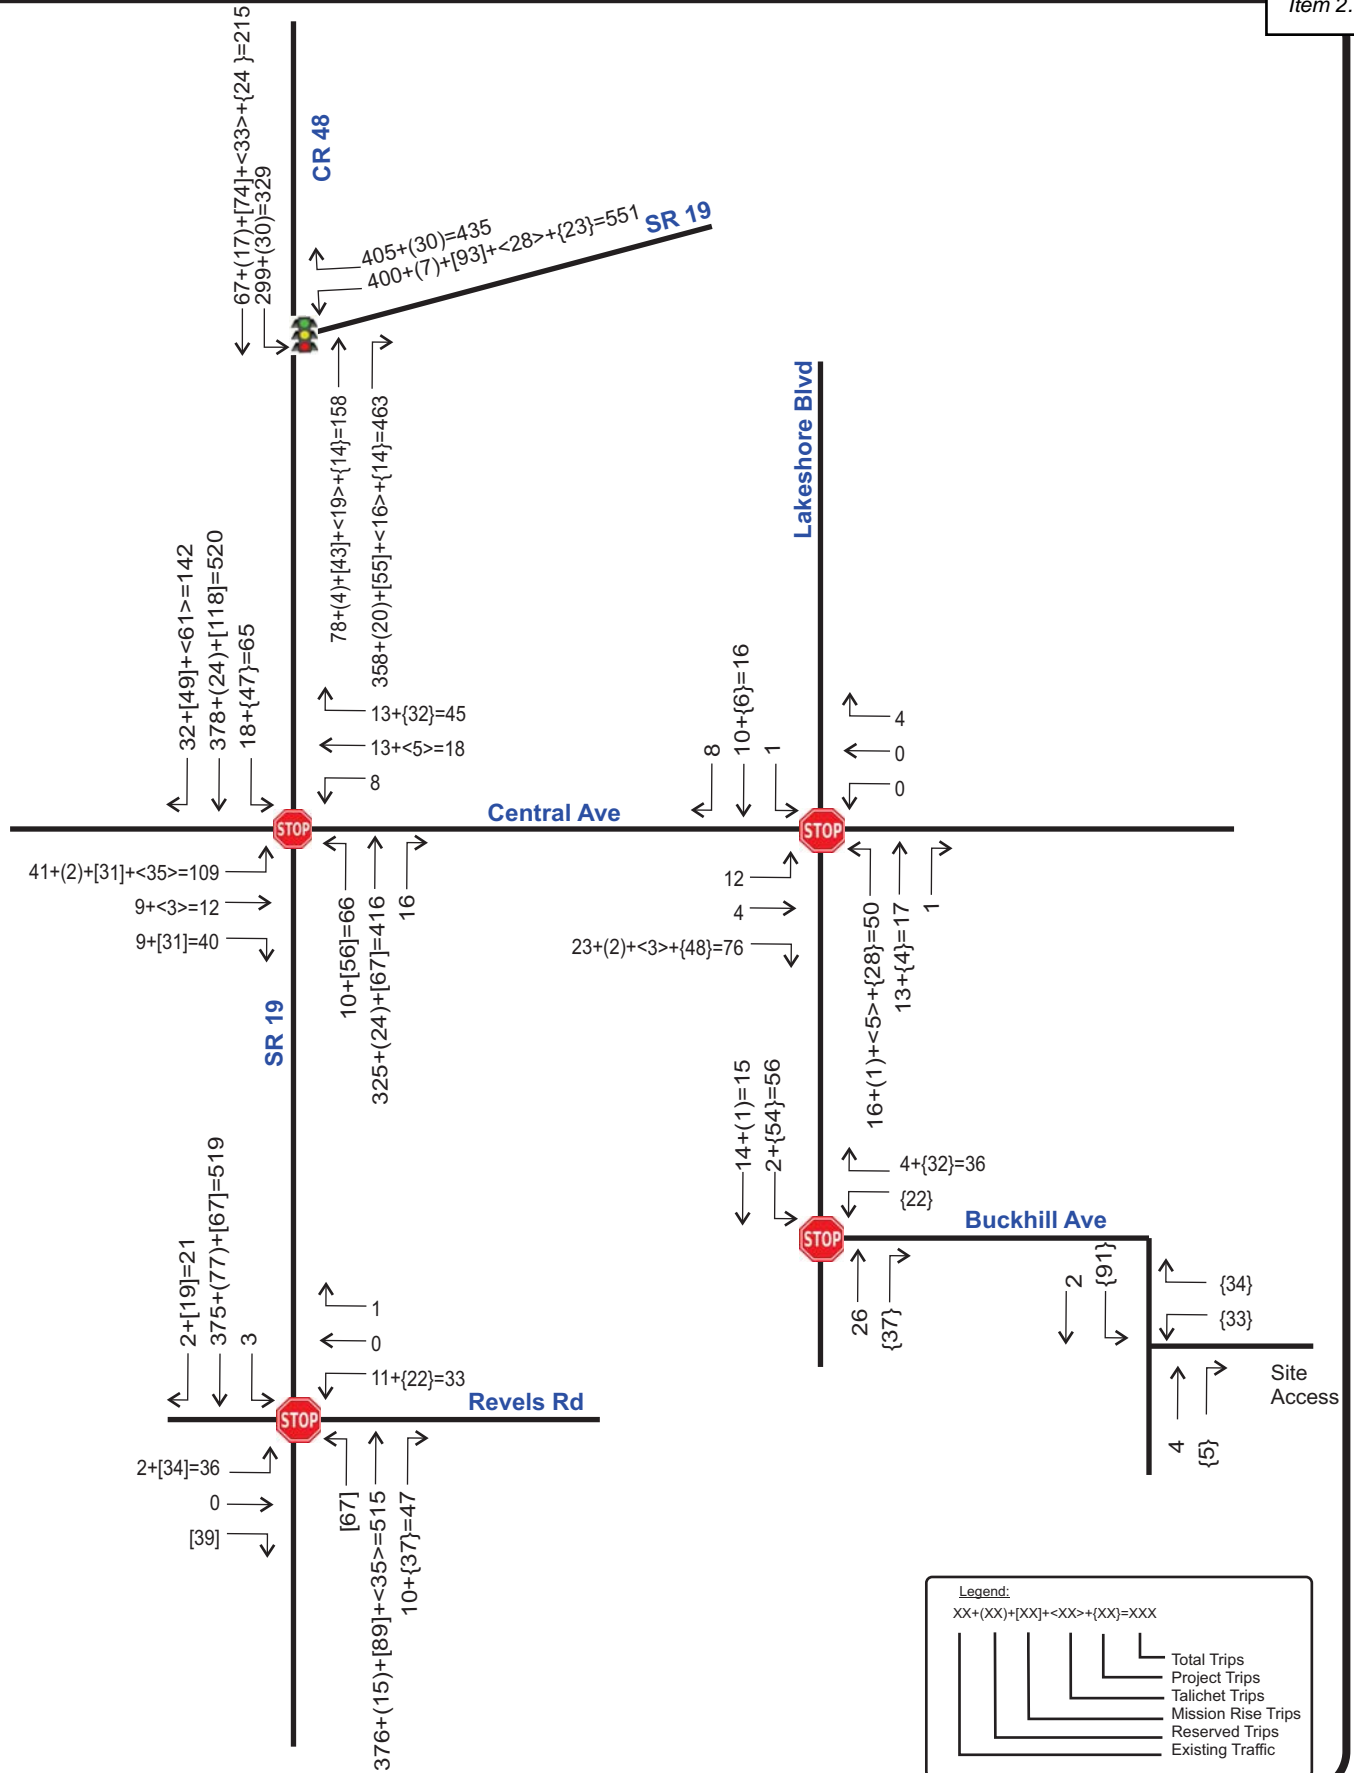 Item 2.
67+(17)+[74]+<33>+{24 }=215
299+(30)=329
CR 48
405+(30)=435
400+(7)+[93]+<28>+{23}=551
SR 19
78+(4)+[43]+<19>+{14}=158
358+(20)+[55]+<16>+{14}=463
Lakeshore Blvd
32+[49]+<61>=142
378+(24)+[118]=520
18+{47}=65
13+{32}=45
13+<5>=18
8
8
10+{6}=16
1
4
0
0
Central Ave
STOP
STOP
41+(2)+[31]+<35>=109
9+<3>=12
9+[31]=40
10+[56]=66
325+(24)+[67]=416
16
12
4
23+(2)+<3>+{48}=76
16+(1)+<5>+{28}=50
13+{4}=17
1
SR 19
14+(1)=15
2+{54}=56
4+{32}=36
{22}
Buckhill Ave
STOP
26
{37}
2
{91}
{34}
{33}
Site
Access
4
{5}
2+[19]=21
375+(77)+[67]=519
3
1
0
11+{22}=33
Revels Rd
STOP
2+[34]=36
0
[39]
[67]
376+(15)+[89]+<35>=515
10+{37}=47
Legend:
XX+(XX)+[XX]+<XX>+{XX}=XXX
Total Trips
Project Trips
Talichet Trips
Mission Rise Trips
Reserved Trips
Existing Traffic